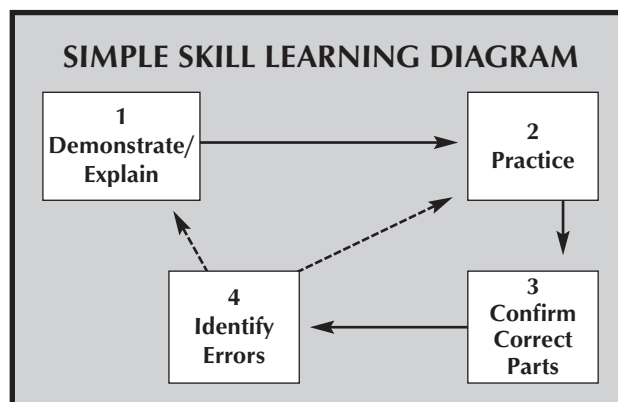 SIMPLE SKILL LEARNING DIAGRAM
1
Demonstrate/
Explain
2
Practice
3
Confirm
Correct
Parts
4
Identify
Errors